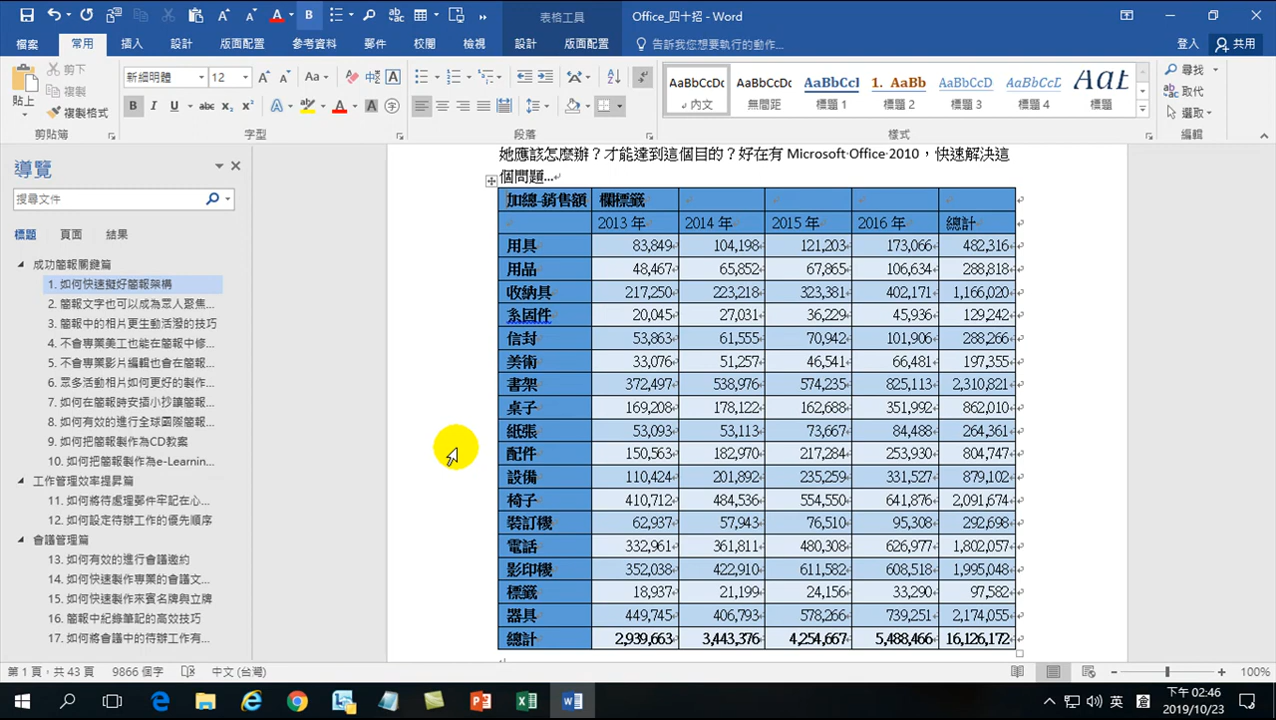 表格工具
Office_四十招 - Word
檔案 常用 插入 設計 版面配置 參考資料 郵件 校閱 檢視 設計 版面配置 告訴我您想要執行的動作... 登入 共用
貼上 剪下 新細明體 12 AaBbCcDc AaBbCcDc AaBbCcI 1. AaBb AaBbCcD AaBbCcD AaE 尋找
複製 內文 無間距 標題 1 標題 2 標題 3 標題 4 標題 取代
複製格式 選取
剪貼簿 字型 段落 樣式 編輯
導覽
搜尋文件
標題 頁面 結果
成功簡報關鍵篇
1. 如何快速擬好簡報架構
2. 簡報文字也可以成為眾人聚焦...
3. 簡報中的相片更生動活潑的技巧
4. 不會專業美工也能在簡報中修...
5. 不會專業影片編輯也會在簡報...
6. 眾多活動相片如何更好的製作...
7. 如何在簡報時安插小抄讓簡報...
8. 如何有效的進行全球團隊簡報...
9. 如何把簡報製作為CD教案
10. 如何把簡報製作為e-Learnin...
工作管理效率提昇篇
11. 如何將待處理郵件牢記在心...
12. 如何設定待辦工作的優先順序
會議管理篇
13. 如何有效的進行會議邀約
14. 如何快速製作專業的會議文...
15. 如何快速製作來賓名牌與立牌
16. 簡報中紀錄筆記的高效技巧
17. 如何將會議中的待辦工作有...
她應該怎麼辦？才能達到這個目的？好在有 Microsoft Office 2010，快速解決這
個問題...
加總-銷售額 欄標籤
2013 年 2014 年 2015 年 2016 年 總計
用具 83,849 104,198 121,203 173,066 482,316
用品 48,467 65,852 67,865 106,634 288,818
收納具 217,250 223,218 323,381 402,171 1,166,020
糸固件 20,045 27,031 36,229 45,936 129,242
信封 53,863 61,555 70,942 101,906 288,266
美術 33,076 51,257 46,541 66,481 197,355
書架 372,497 538,976 574,235 825,113 2,310,821
桌子 169,208 178,122 162,688 351,992 862,010
紙張 53,093 53,113 73,667 84,488 264,361
配件 150,563 182,970 217,284 253,930 804,747
設備 110,424 201,892 235,259 331,527 879,102
椅子 410,712 484,536 554,550 641,876 2,091,674
裝訂機 62,937 57,943 76,510 95,308 292,698
電話 332,961 361,811 480,308 626,977 1,802,057
影印機 352,038 422,910 611,582 608,518 1,995,048
標籤 18,937 21,199 24,156 33,290 97,582
器具 449,745 406,793 578,266 739,251 2,174,055
總計 2,939,663 3,443,376 4,254,667 5,488,466 16,126,172
第 1 頁，共 43 頁 9866 個字 中文 (台灣) 100%
英 下午 02:46
2019/10/23